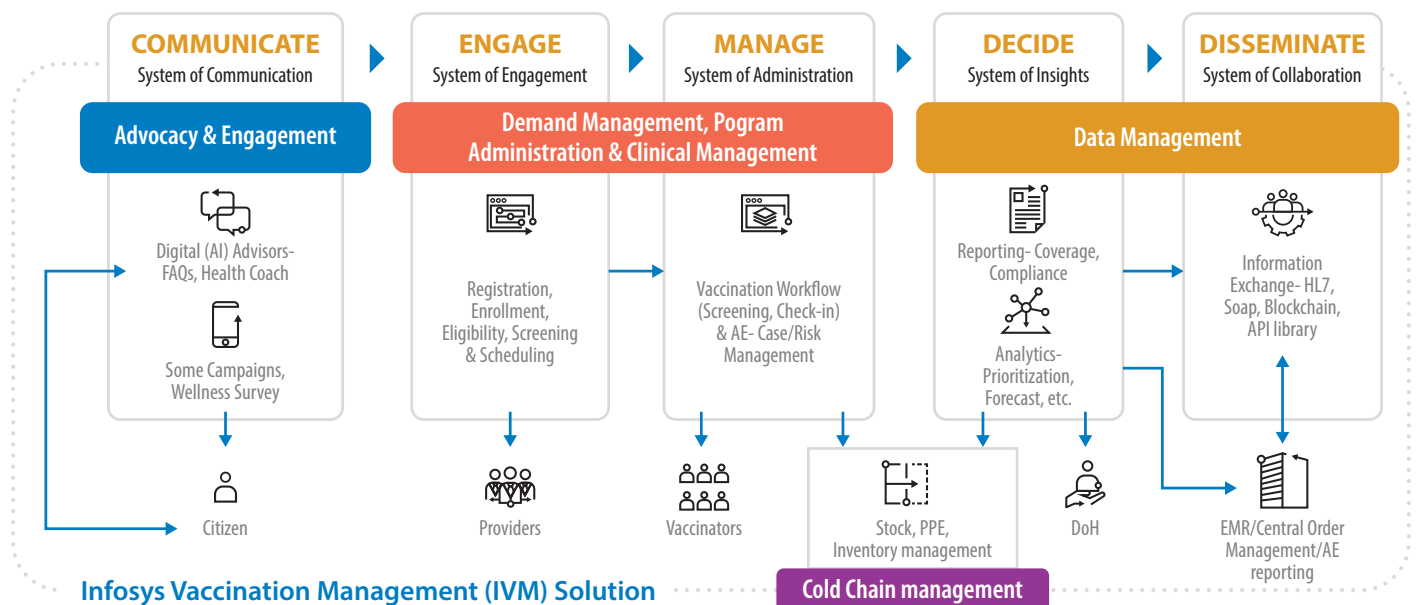 COMMUNICATE
System of Communication
ENGAGE
System of Engagement
MANAGE
System of Administration
DECIDE
System of Insights
DISSEMINATE
System of Collaboration
Advocacy & Engagement
Demand Management, Pogram
Administration & Clinical Management
Data Management
Digital (AI) Advisors-
FAQs, Health Coach
Some Campaigns,
Wellness Survey
Registration,
Enrollment,
Eligibility, Screening
& Scheduling
Vaccination Workflow
(Screening, Check-in)
& AE- Case/Risk
Management
Reporting- Coverage,
Compliance
Analytics-
Prioritization,
Forecast, etc.
Information
Exchange- HL7,
Soap, Blockchain,
API library
Citizen
Providers
Vaccinators
Stock, PPE,
Inventory management
DoH
EMR/Central Order
Management/AE
reporting
Infosys Vaccination Management (IVM) Solution
Cold Chain management